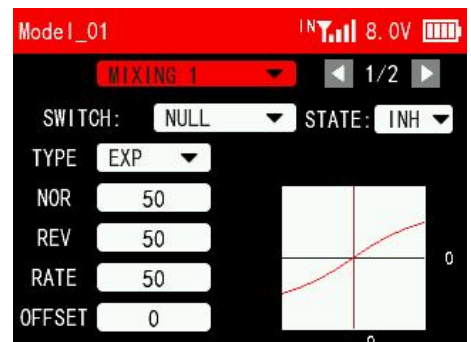 Model_01 IN 8.0V
MIXING 1 1/2
SWITCH: NULL STATE: INH
TYPE EXP
NOR 50
REV 50
RATE 50
OFFSET 0
0
0